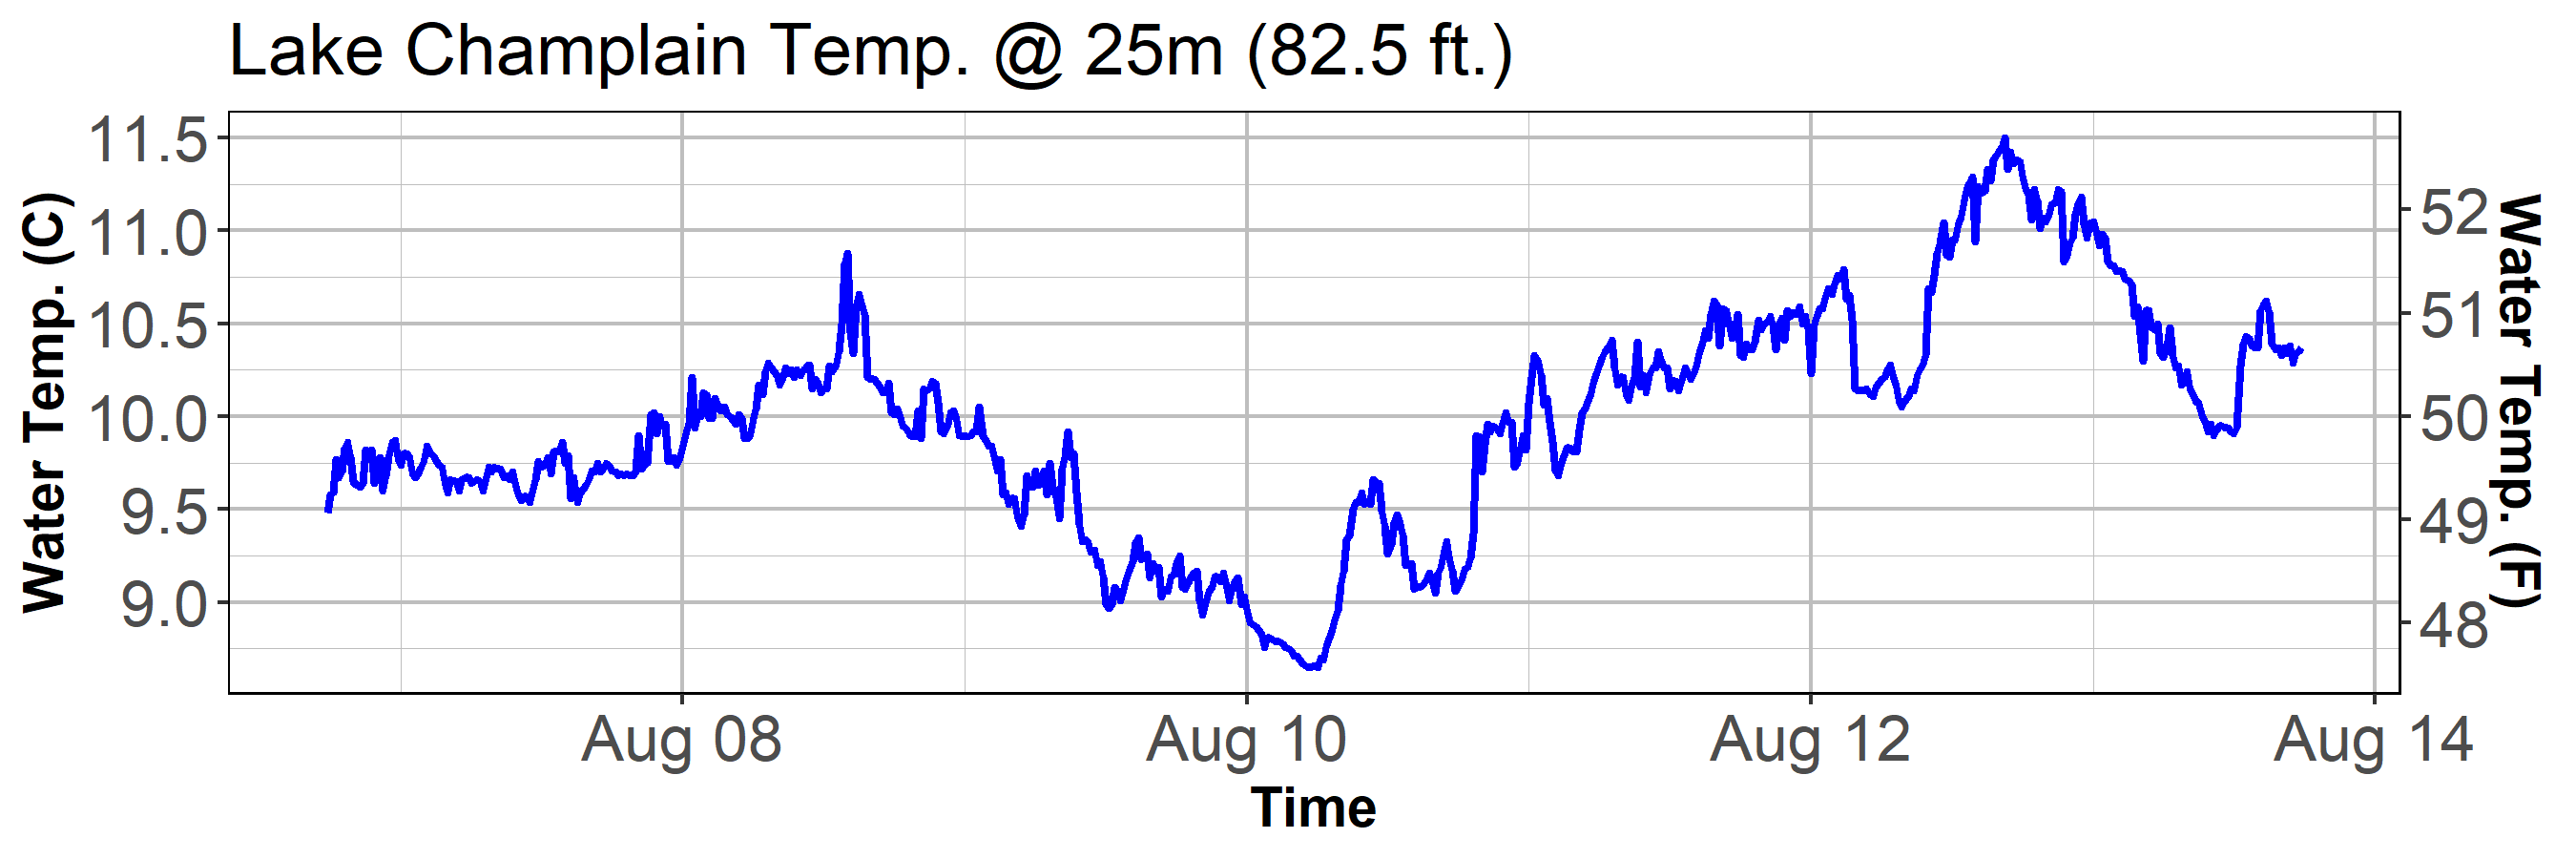 Lake Champlain Temp. @ 25m (82.5 ft.)
Water Temp. (C)
11.5
11.0
10.5
10.0
9.5
9.0
52
51
50
49
48
Water Temp. (F)
Aug 08 Aug 10 Aug 12 Aug 14
Time